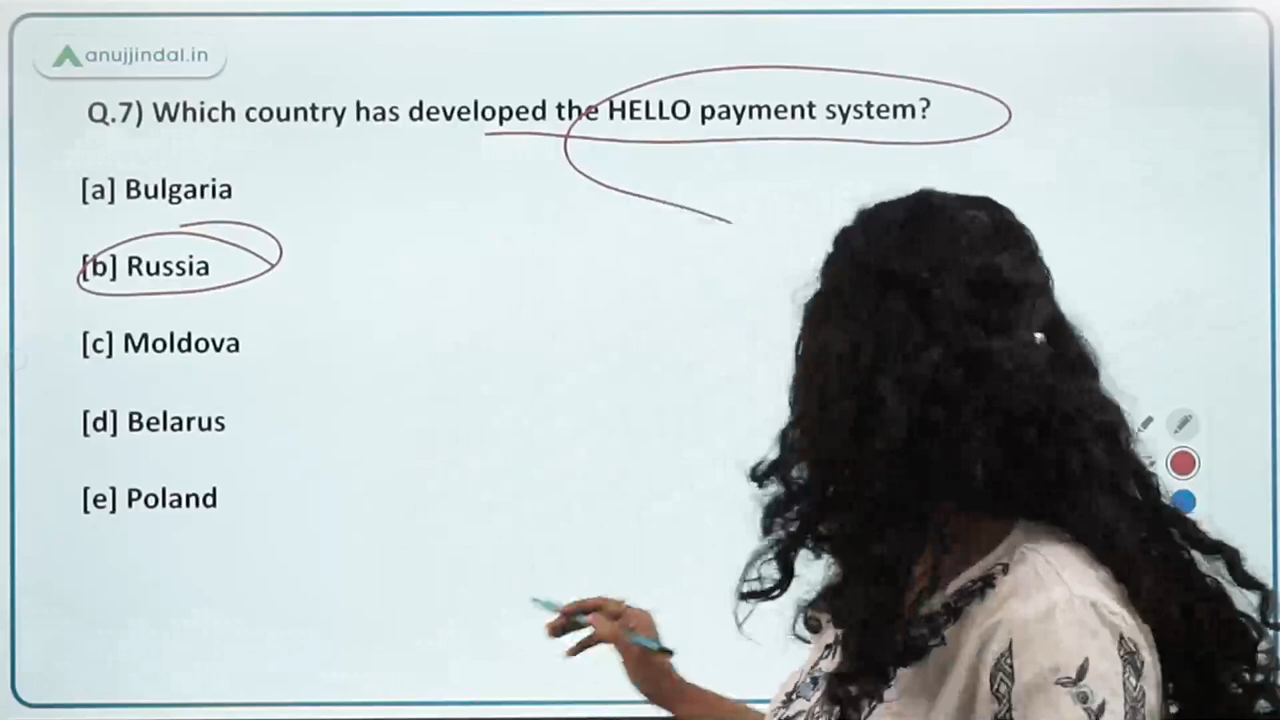 anujjindal.in
Q.7) Which country has developed the HELLO payment system?
[a] Bulgaria
[b] Russia
[c] Moldova
[d] Belarus
[e] Poland